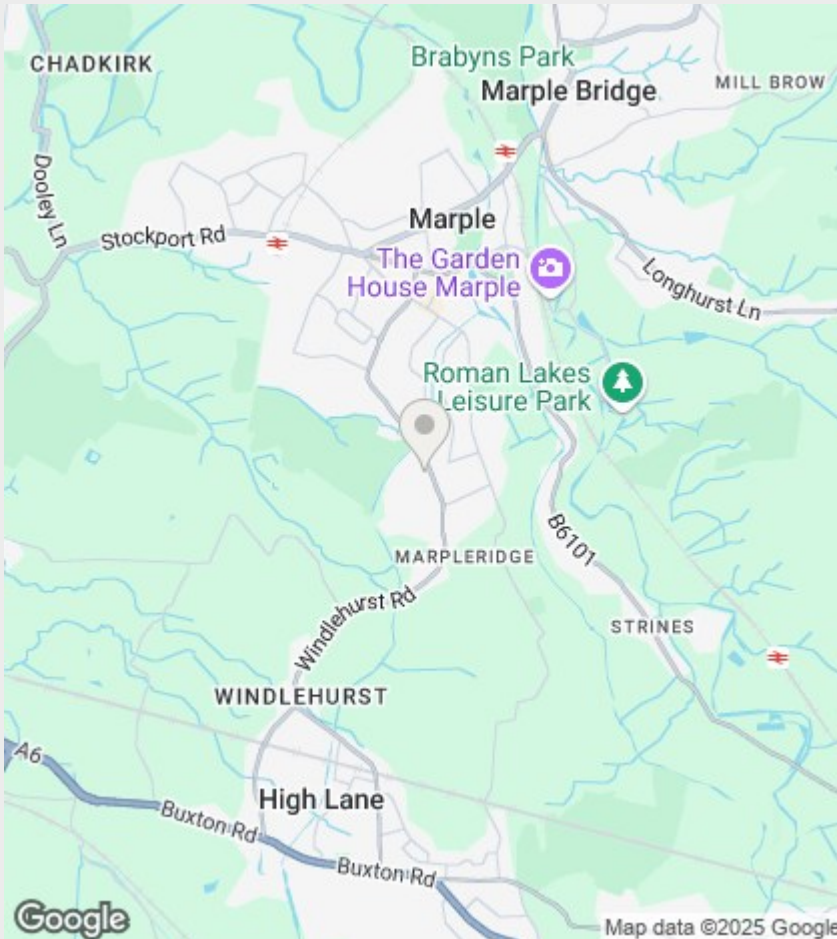 CHADKIRK
Brabyns Park
Marple Bridge
MILL BROW
Dooley Ln
Stockport Rd
Marple
The Garden
House Marple
Longhurst Ln
Roman Lakes
Leisure Park
B6101
MARPLERIDGE
Windlehurst Rd
STRINES
WINDLEHURST
A6
High Lane
Buxton Rd
Buxton Rd
Google
Map data ©2025 Google